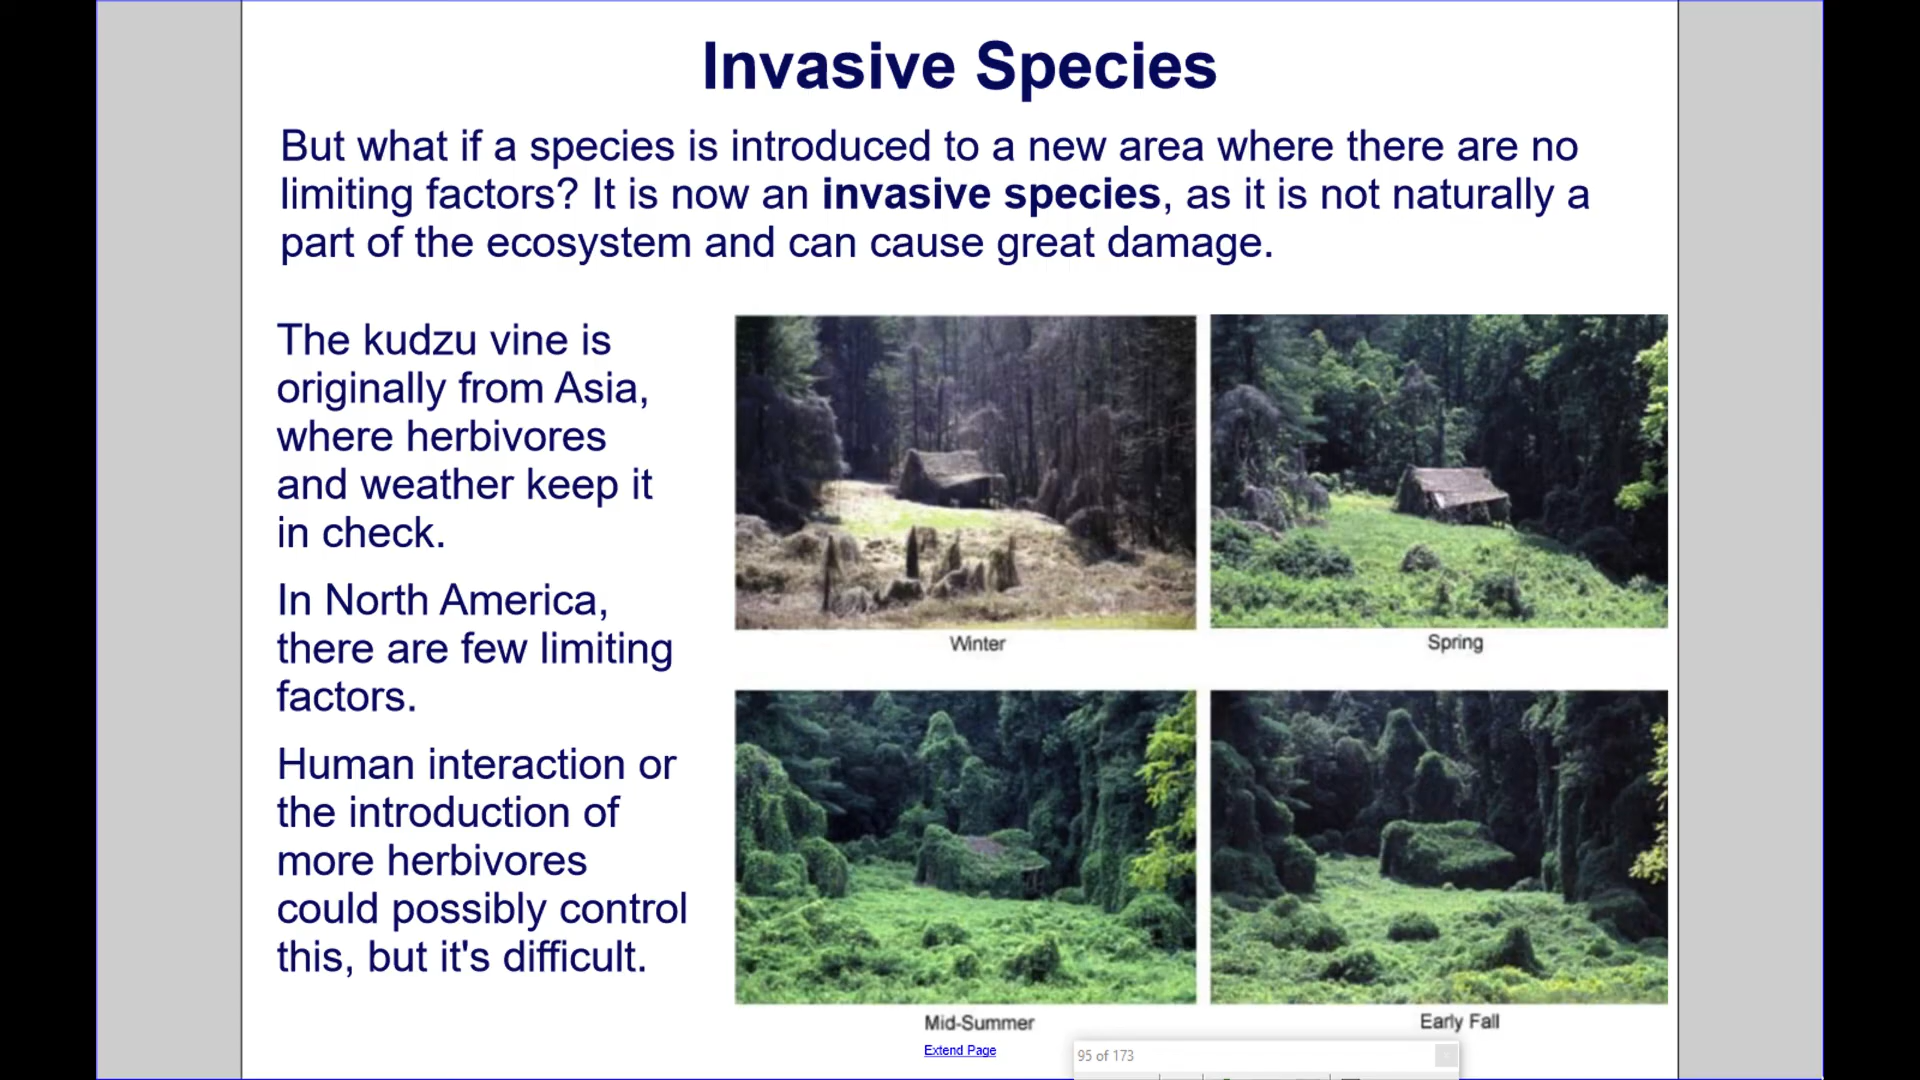 Invasive Species
But what if a species is introduced to a new area where there are no
limiting factors? It is now an invasive species, as it is not naturally a
part of the ecosystem and can cause great damage.
The kudzu vine is
originally from Asia,
where herbivores
and weather keep it
in check.
In North America,
there are few limiting
factors.
Human interaction or
the introduction of
more herbivores
could possibly control
this, but it's difficult.
Winter
Spring
Mid-Summer
Early Fall
Extend Page
95 of 173